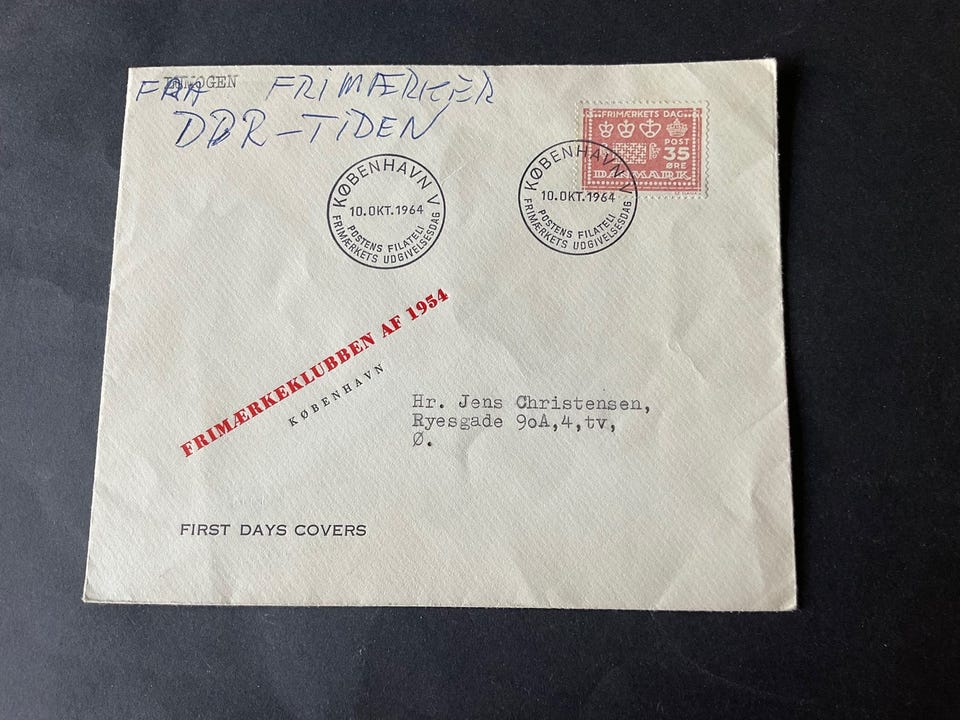 FRA FRIMÆRKER
DDR-TIDEN
FRIMÆRKETS DAG
POST
35
ØRE
DANMARK
KØBENHAVN V
10.OKT.1964
POSTENS FILATELI
FRIMÆRKETS UDGIVELSESDAG
KØBENHAVN V
10.OKT.1964
POSTENS FILATELI
FRIMÆRKETS UDGIVELSESDAG
FRIMÆRKEKLUBBEN AF 1954
KØBENHAVN
Hr. Jens Christensen,
Ryesgade 9oA,4,tv,
Ø.
FIRST DAYS COVERS